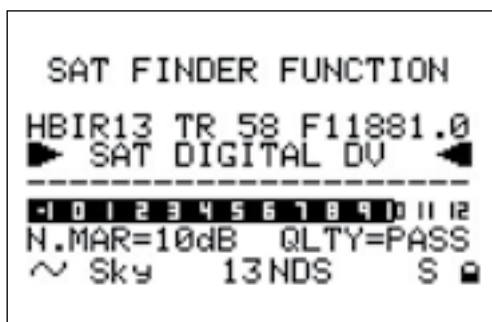 SAT FINDER FUNCTION
HBIR13 TR 58 F11881.0
SAT DIGITAL DV
-1 0 1 2 3 4 5 6 7 8 9 10 11 12
N.MAR=10dB QLTY=PASS
Sky 13NDS S